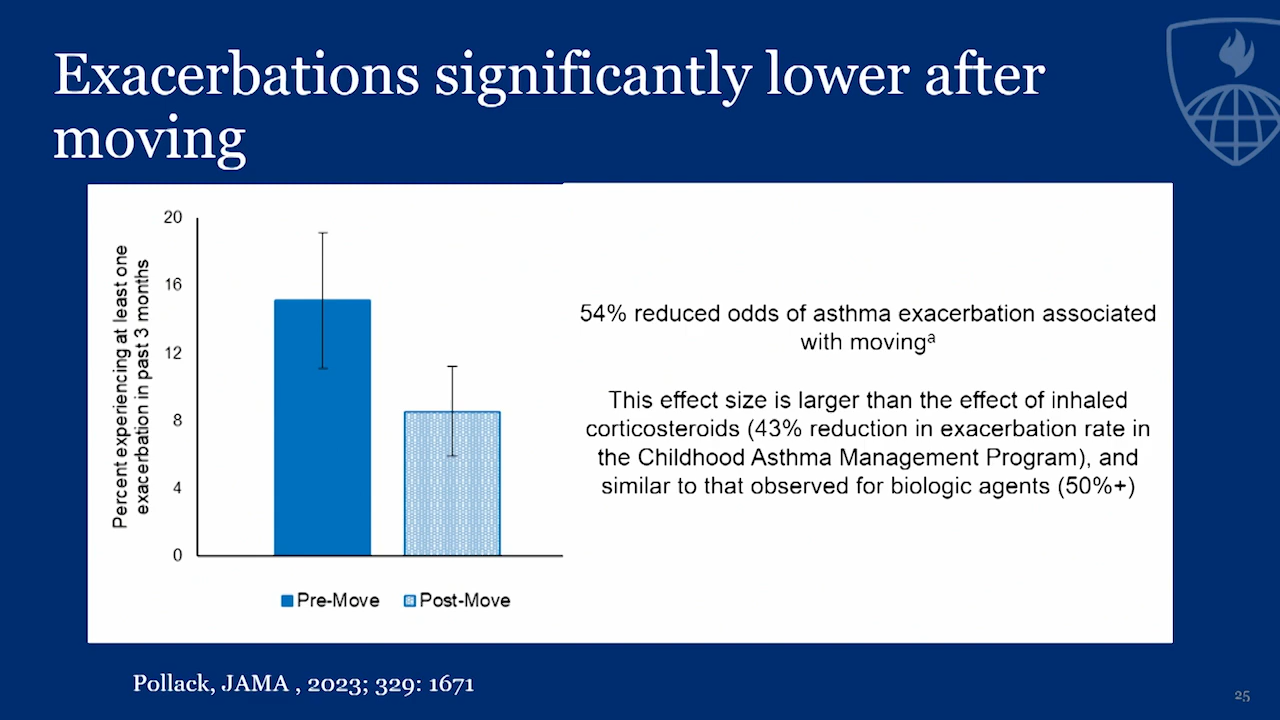 Exacerbations significantly lower after
moving
Percent experiencing at least one
exacerbation in past 3 months
20
16
12
8
4
0
Pre-Move
Post-Move
54% reduced odds of asthma exacerbation associated
with movingᵃ
This effect size is larger than the effect of inhaled
corticosteroids (43% reduction in exacerbation rate in
the Childhood Asthma Management Program), and
similar to that observed for biologic agents (50%+)
Pollack, JAMA , 2023; 329: 1671
25